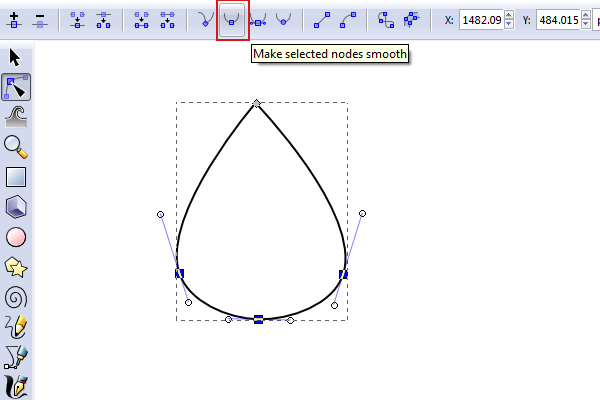 X: 1482.09 Y: 484.015 p
Make selected nodes smooth